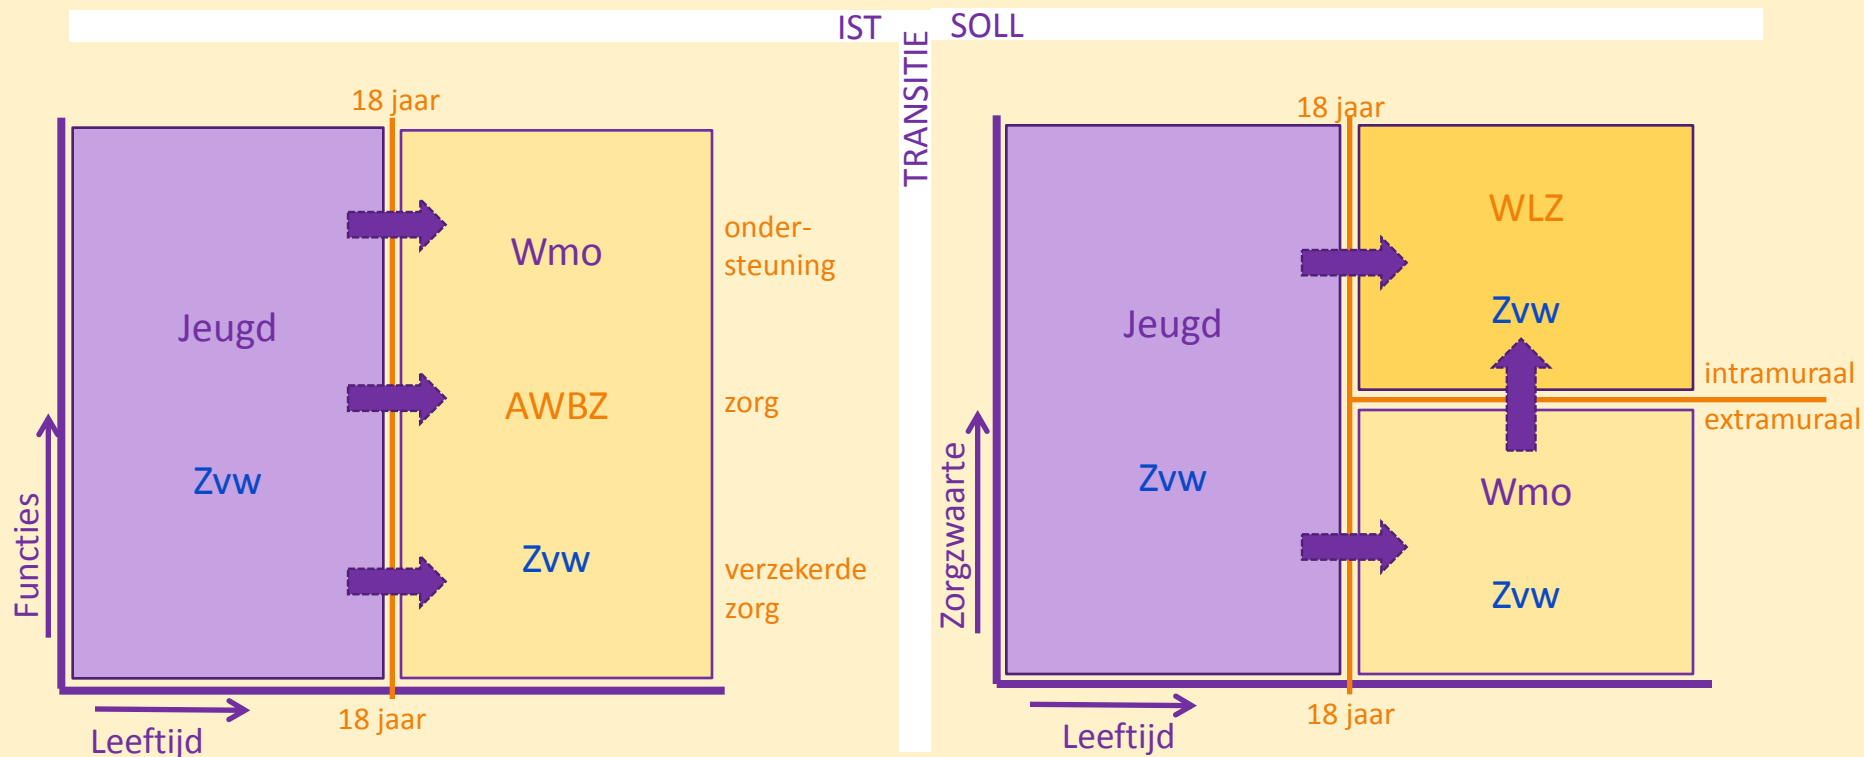 IST
SOLL
TRANSITIE
18 jaar
Wmo
onder-
steuning
Jeugd
AWBZ
zorg
Zvw
Zvw
verzekerde
zorg
Functies
18 jaar
Leeftijd
18 jaar
WLZ
Zvw
Jeugd
intramuraal
extramuraal
Zvw
Wmo
Zvw
Zorgzwaarte
18 jaar
Leeftijd